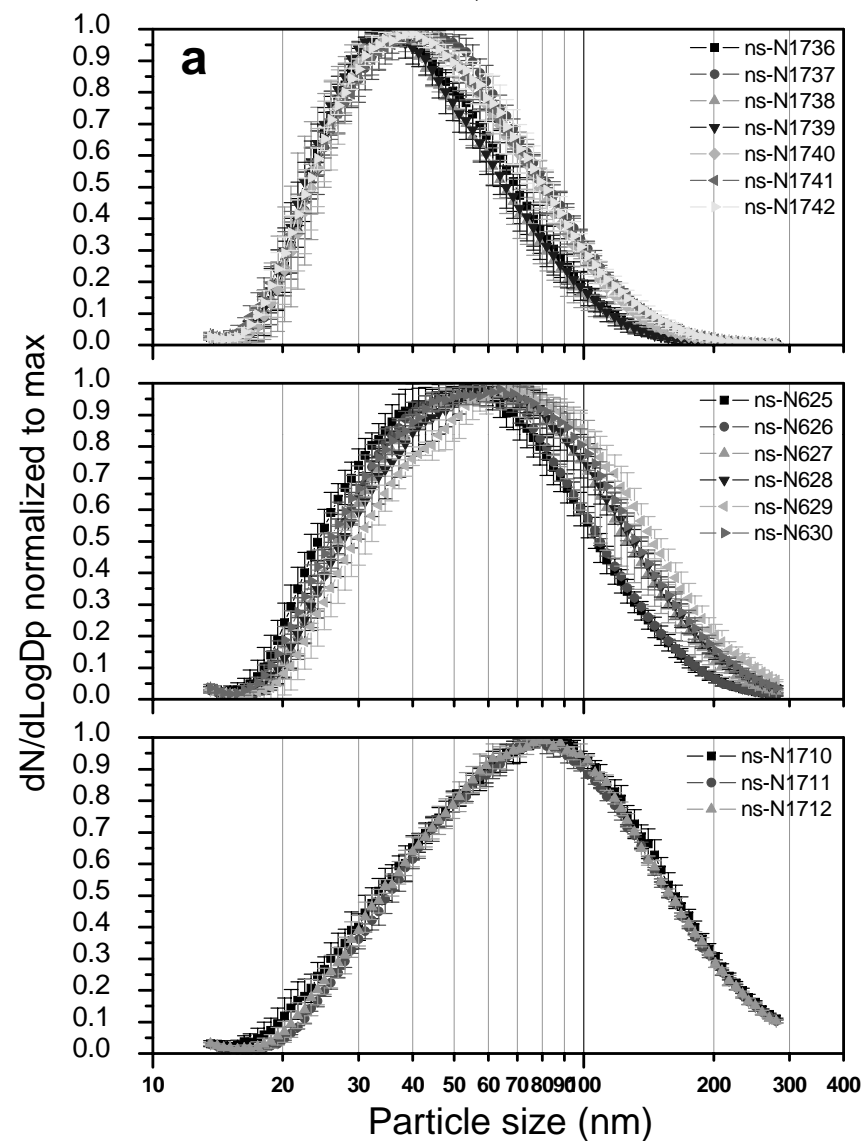 a
1.0
0.9
0.8
0.7
0.6
0.5
0.4
0.3
0.2
0.1
0.0
ns-N1736
ns-N1737
ns-N1738
ns-N1739
ns-N1740
ns-N1741
ns-N1742
dN/dLogDp normalized to max
1.0
0.9
0.8
0.7
0.6
0.5
0.4
0.3
0.2
0.1
0.0
ns-N625
ns-N626
ns-N627
ns-N628
ns-N629
ns-N630
1.0
0.9
0.8
0.7
0.6
0.5
0.4
0.3
0.2
0.1
0.0
ns-N1710
ns-N1711
ns-N1712
10 20 30 40 50 60 70 80 90 100 200 300 400
Particle size (nm)